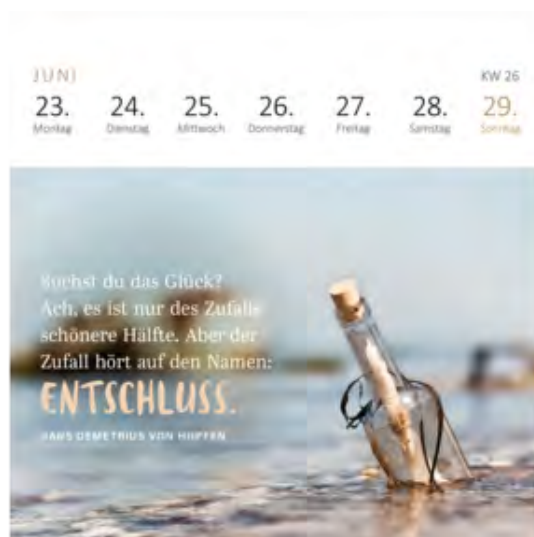 JUNI
KW 26
23. 24. 25. 26. 27. 28. 29.
Montag Dienstag Mittwoch Donnerstag Freitag Samstag Sonntag
Suchst du das Glück?
Ach, es ist nur des Zufalls
schönere Hälfte. Aber der
Zufall hört auf den Namen:
ENTSCHLUSS.
HANS DEMETRIUS VON HOPFEN